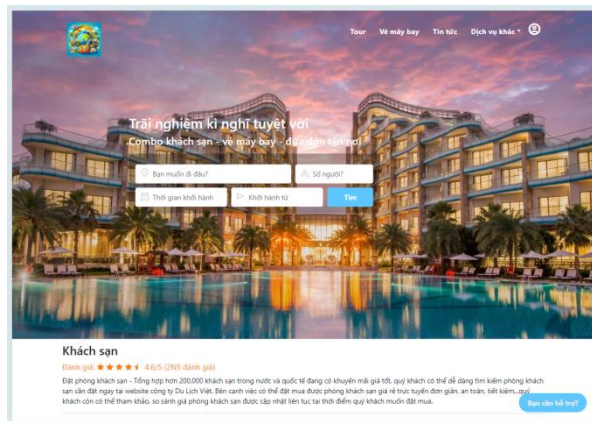 Tour Vé máy bay Tin tức Dịch vụ khác
Trãi nghiệm kì nghĩ tuyệt vời
Combo khách sạn - vé máy bay - đưa đón tận nơi
Bạn muốn đi đâu? Số người?
Thời gian khởi hành Khởi hành từ Tìm
Khách sạn
Đánh giá: 4.6/5 (2N5 đánh giá)
Đặt phòng khách sạn - Tổng hợp hơn 200,000 khách sạn trong nước và quốc tế đang có khuyến mãi giá tốt, quý khách có thể dễ dàng tìm kiếm phòng khách
sạn cần đặt ngay tại website công ty Du Lịch Việt. Bên cạnh việc có thể đặt mua được phòng khách sạn giá rẻ trực tuyến đơn giản, an toàn, tiết kiệm,...quý
khách còn có thể tham khảo, so sánh giá phòng khách sạn được cập nhật liên tục tại thời điểm quý khách muốn đặt mua.
Bạn cần hỗ trợ?